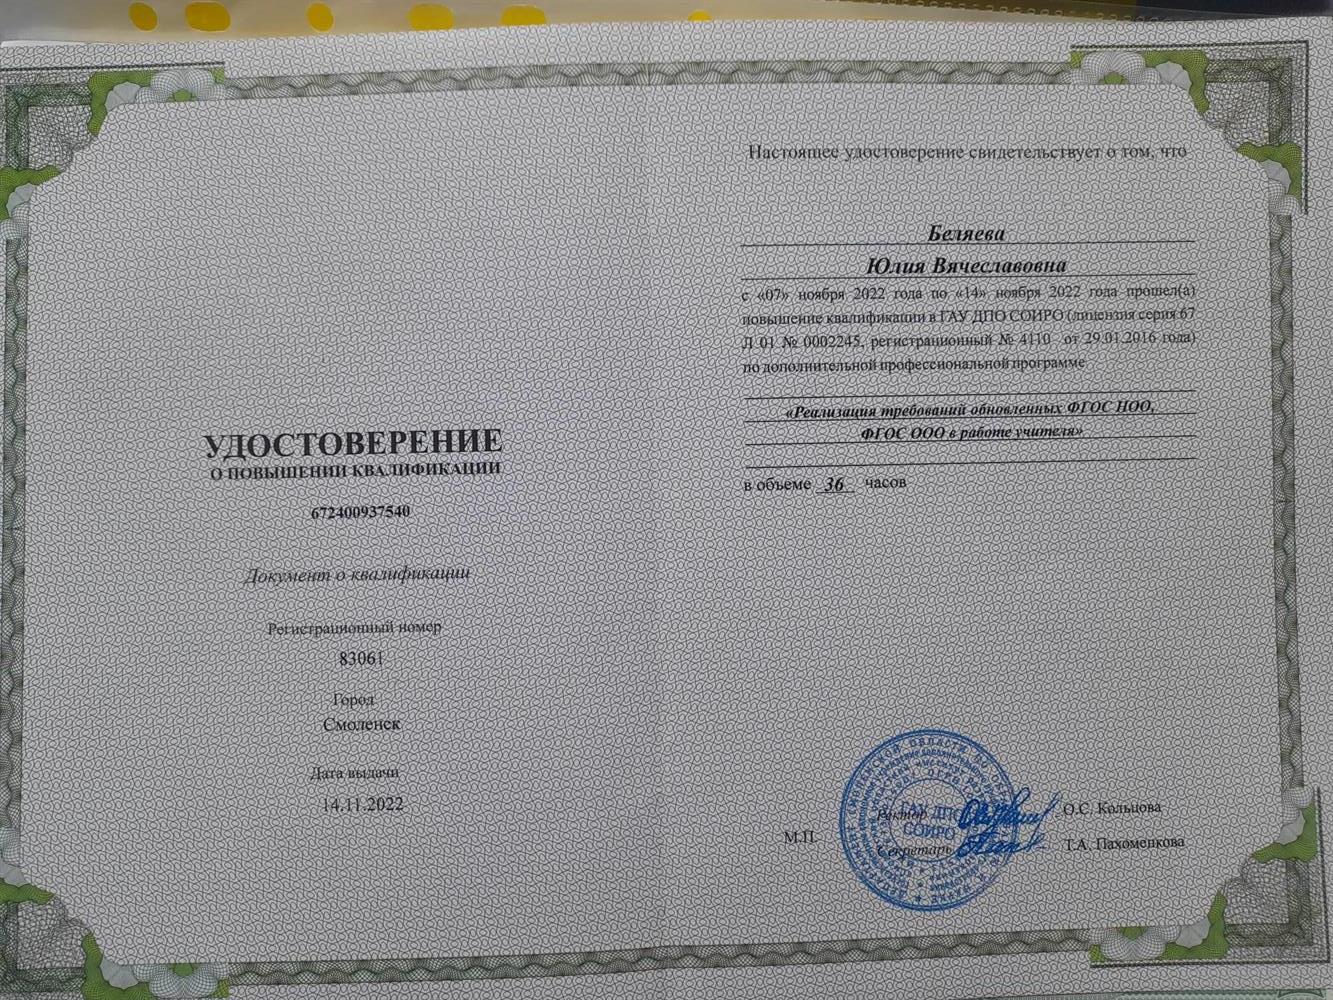 УДОСТОВЕРЕНИЕ
О ПОВЫШЕНИИ КВАЛИФИКАЦИИ
672400937540
Документ о квалификации
Регистрационный номер
83061
Город
Смоленск
Дата выдачи
14.11.2022
Настоящее удостоверение свидетельствует о том, что
Беляева
Юлия Вячеславовна
с «07» ноября 2022 года по «14» ноября 2022 года прошел(а)
повышение квалификации в ГАУ ДПО СОИРО (лицензия серия 67
Л 01 № 0002245, регистрационный № 4110 от 29.01.2016 года)
по дополнительной профессиональной программе
«Реализация требований обновленных ФГОС НОО,
ФГОС ООО в работе учителя»
в объеме 36 часов
М.П.
Ректор
О.С. Кольцова
Секретарь
Т.А. Пахоменкова
ГАУ ДПО
СОИРО